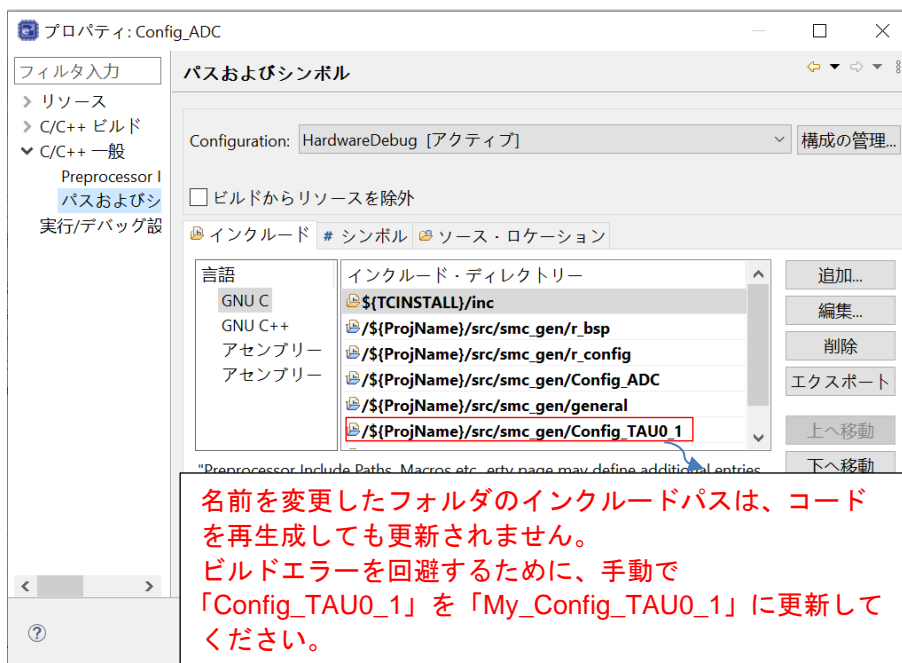 プロパティ: Config_ADC
フィルタ入力
リソース
C/C++ ビルド
C/C++ 一般
Preprocessor I
パスおよびシ
実行/デバッグ設
パスおよびシンボル
Configuration: HardwareDebug [アクティブ]
構成の管理...
ビルドからリソースを除外
インクルード # シンボル ソース・ロケーション
言語
GNU C
GNU C++
アセンブリー
アセンブリー
インクルード・ディレクトリー
${TCINSTALL}/inc
/${ProjName}/src/smc_gen/r_bsp
/${ProjName}/src/smc_gen/r_config
/${ProjName}/src/smc_gen/Config_ADC
/${ProjName}/src/smc_gen/general
/${ProjName}/src/smc_gen/Config_TAU0_1
追加...
編集...
削除
エクスポート
上へ移動
下へ移動
"Preprocessor Include Paths, Macros etc. erty page may define additional entries
名前を変更したフォルダのインクルードパスは、コード
を再生成しても更新されません。
ビルドエラーを回避するために、手動で
「Config_TAU0_1」を「My_Config_TAU0_1」に更新して
ください。